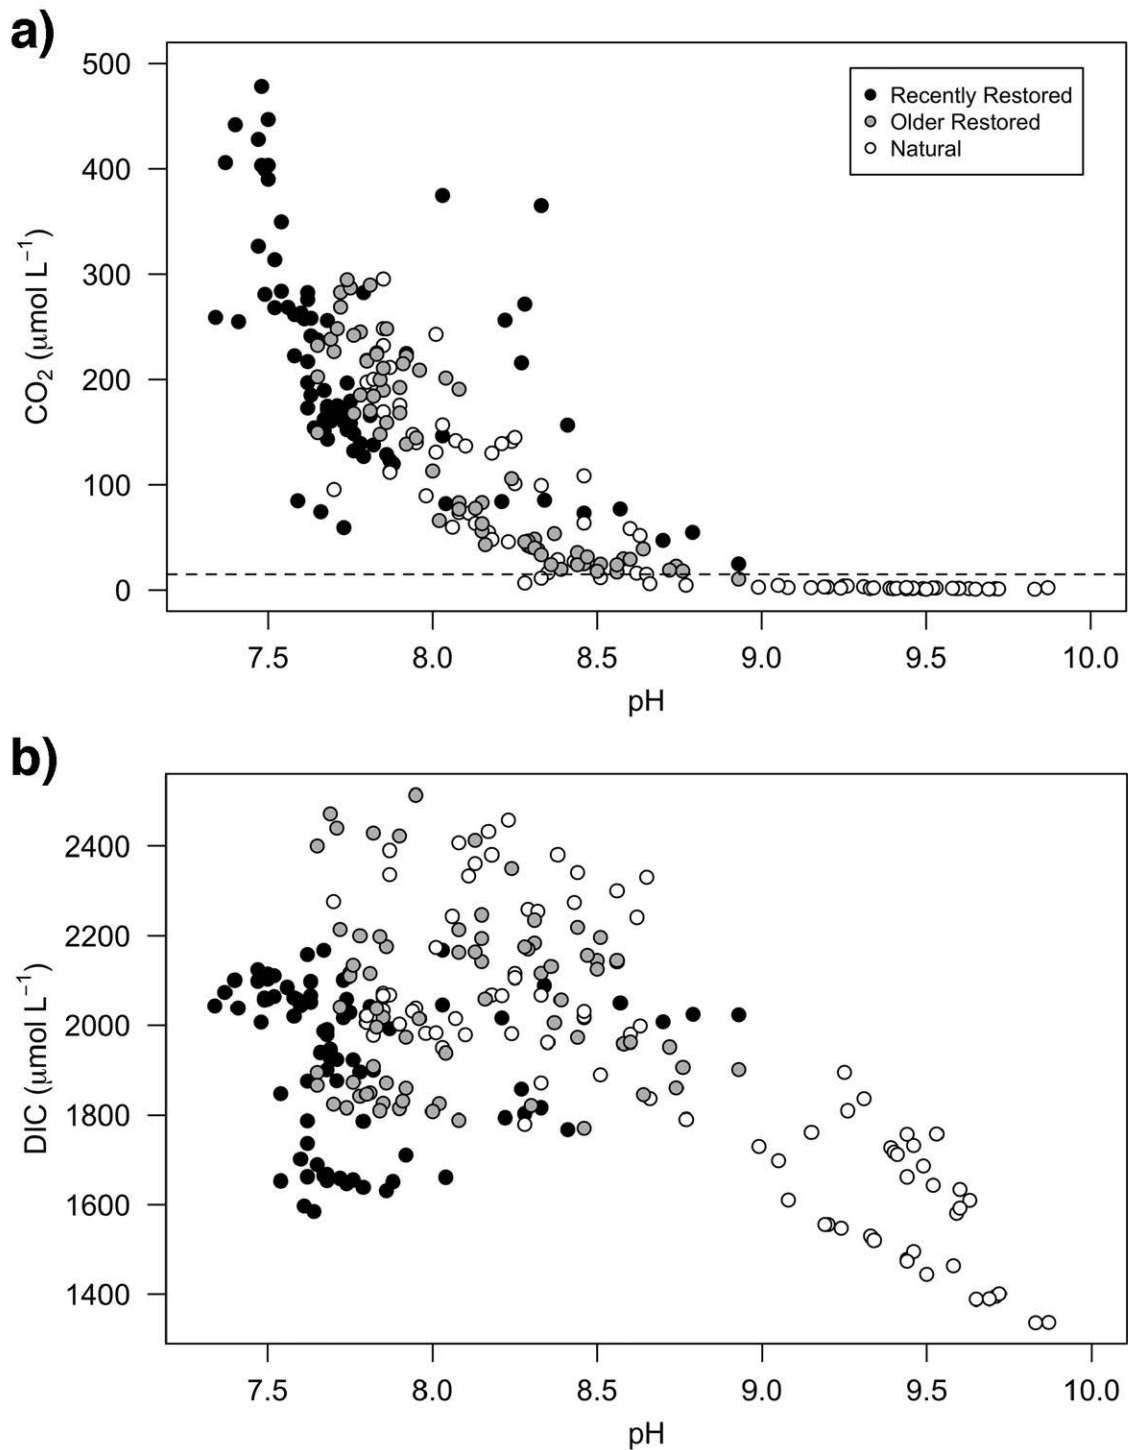 a)
500
400
300
200
100
0
CO₂ (μmol L⁻¹)
Recently Restored
Older Restored
Natural
7.5 8.0 8.5 9.0 9.5 10.0
pH
b)
2400
2200
2000
1800
1600
1400
DIC (μmol L⁻¹)
7.5 8.0 8.5 9.0 9.5 10.0
pH